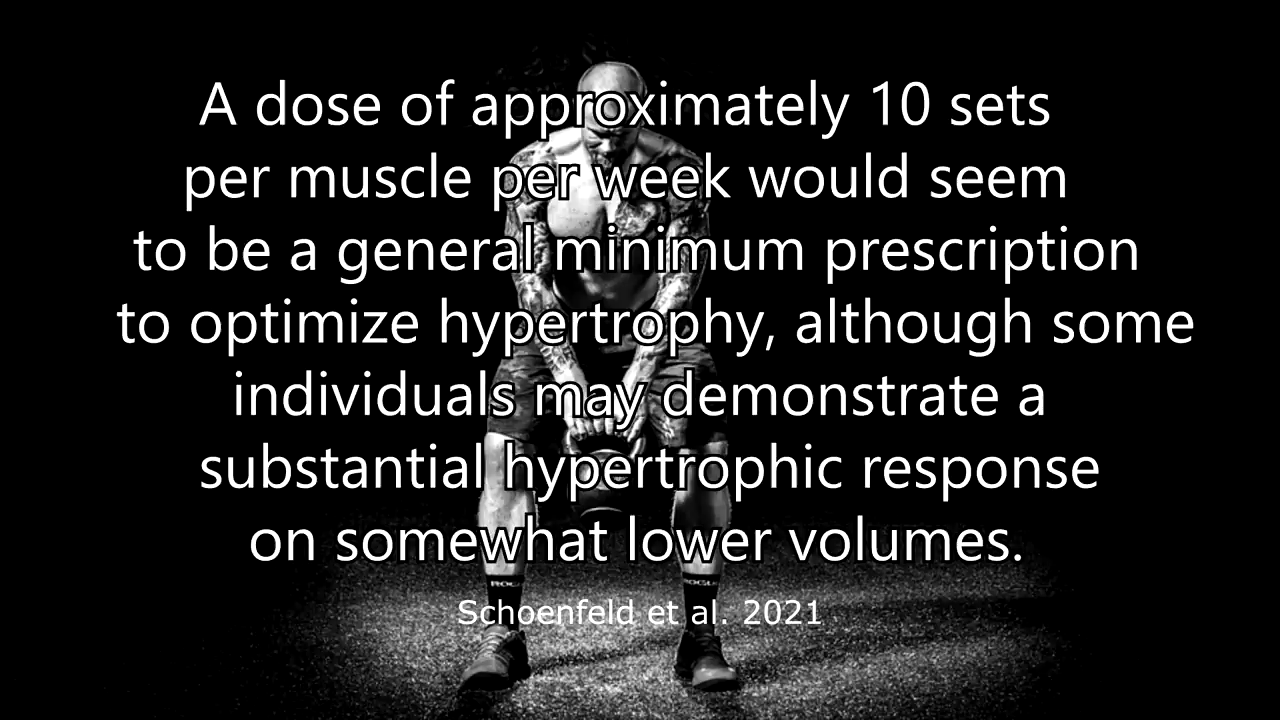 A dose of approximately 10 sets
per muscle per week would seem
to be a general minimum prescription
to optimize hypertrophy, although some
individuals may demonstrate a
substantial hypertrophic response
on somewhat lower volumes.
ROGUE
Schoenfeld et al. 2021